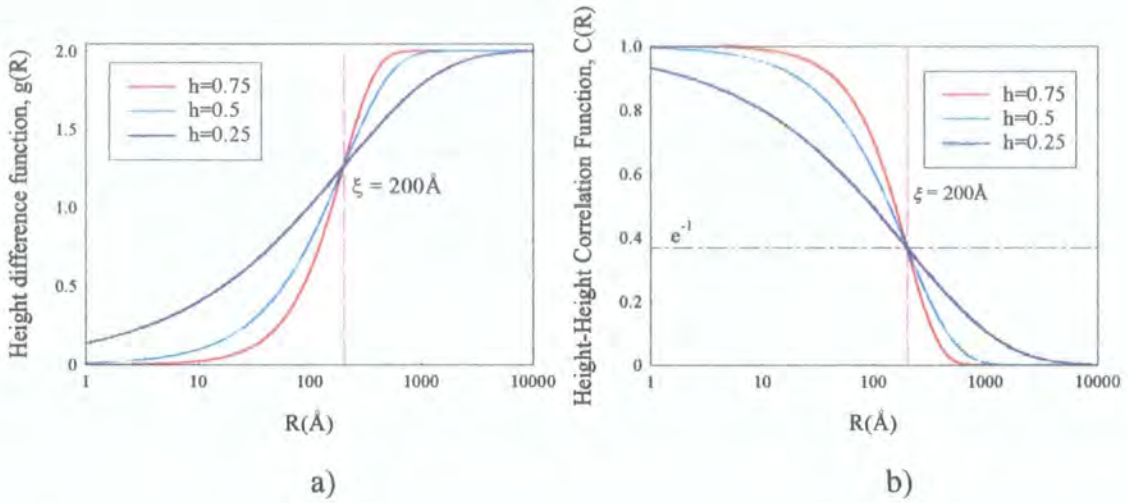 Height difference function, g(R)
2.0
1.5
1.0
0.5
0
h=0.75
h=0.5
h=0.25
ξ = 200Å
1 10 100 1000 10000
R(Å)
a)
Height-Height Correlation Function, C(R)
1.0
0.8
0.6
0.4
0.2
0
h=0.75
h=0.5
h=0.25
ξ = 200Å
e⁻¹
1 10 100 1000 10000
R(Å)
b)